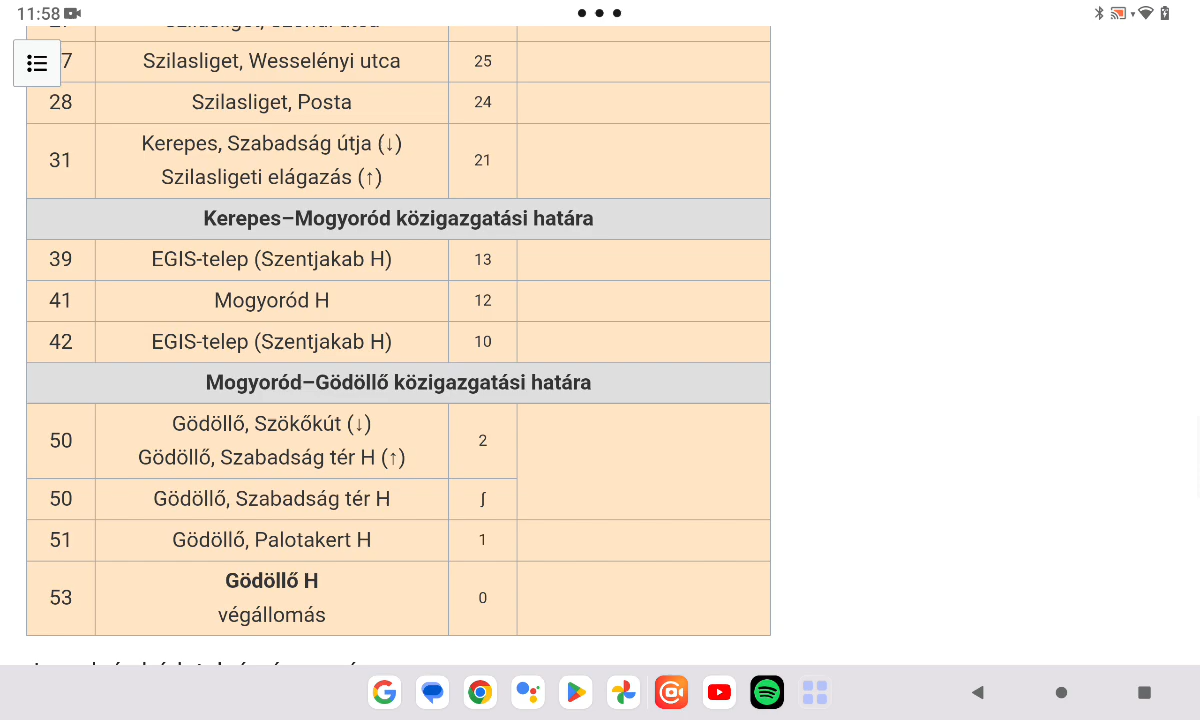 11:58
7 Szilasliget, Wesselényi utca 25
28 Szilasliget, Posta 24
31 Kerepes, Szabadság útja (↓) 21
Szilasligeti elágazás (↑)
Kerepes–Mogyoród közigazgatási határa
39 EGIS-telep (Szentjakab H) 13
41 Mogyoród H 12
42 EGIS-telep (Szentjakab H) 10
Mogyoród–Gödöllő közigazgatási határa
50 Gödöllő, Szökőkút (↓) 2
Gödöllő, Szabadság tér H (↑)
50 Gödöllő, Szabadság tér H ∫
51 Gödöllő, Palotakert H 1
53 Gödöllő H 0
végállomás